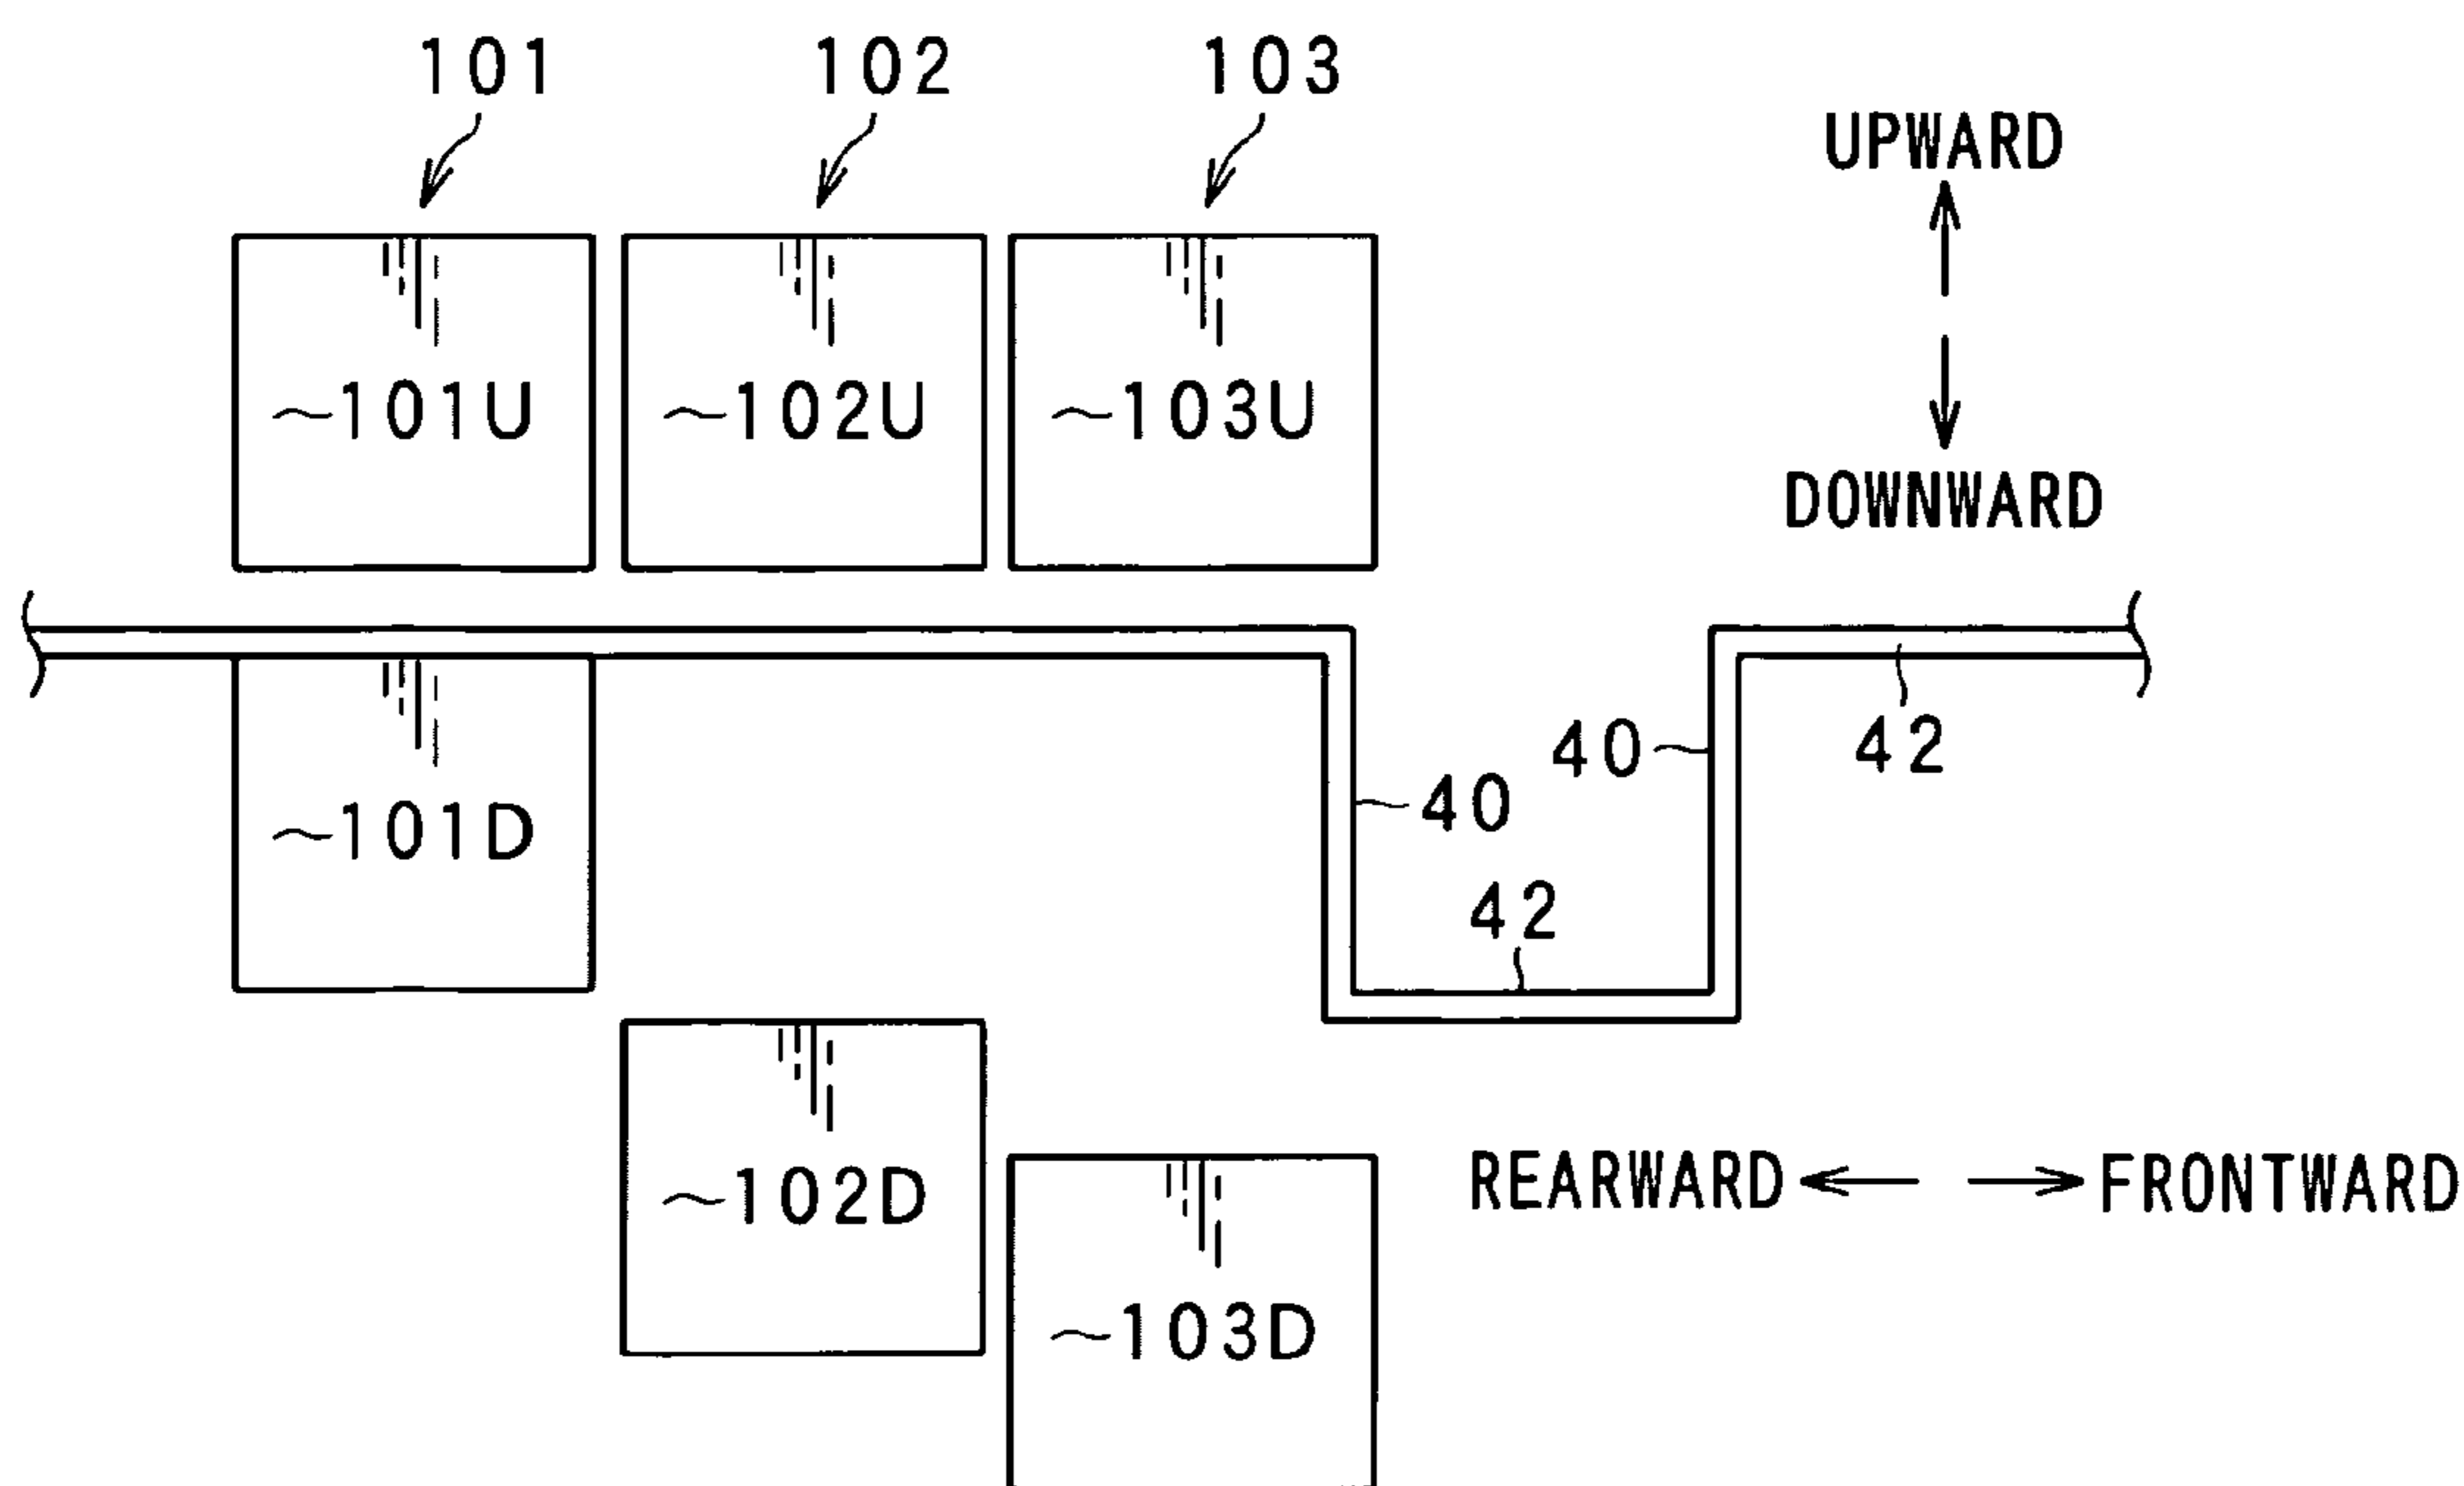 101 102 103
UPWARD
~101U ~102U ~103U
DOWNWARD
40 42
40
~101D
42
REARWARD FRONTWARD
~102D
~103D